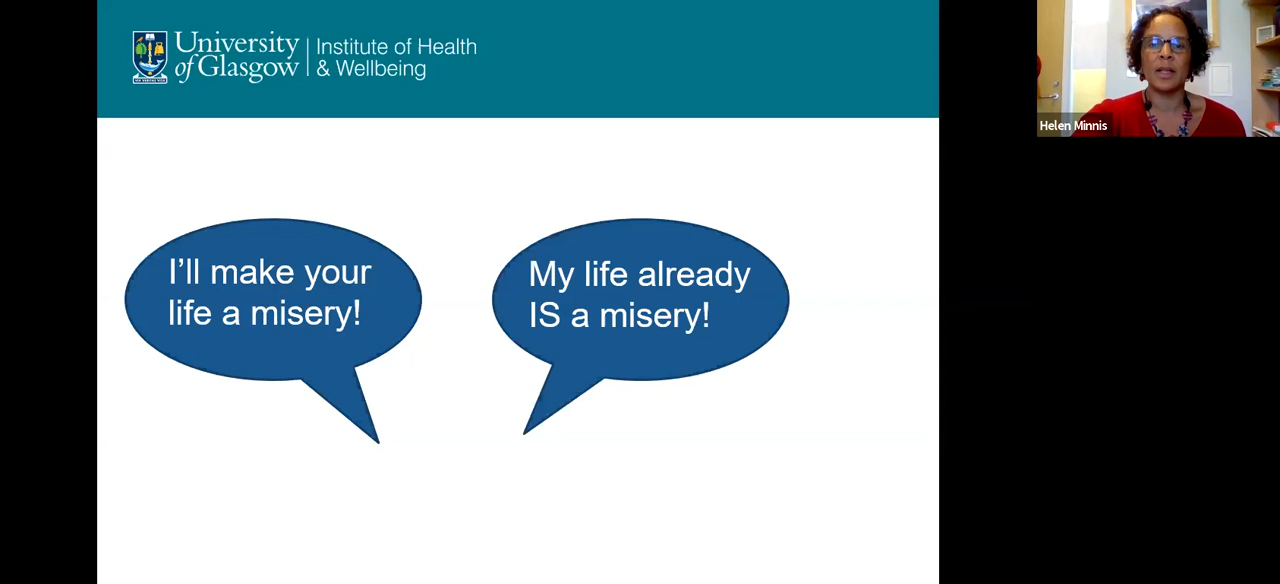 University
of Glasgow
Institute of Health
& Wellbeing
Helen Minnis
I'll make your
life a misery!
My life already
IS a misery!